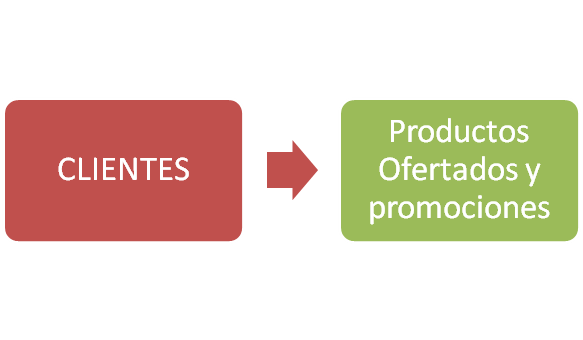 CLIENTES
Productos
Ofertados y
promociones